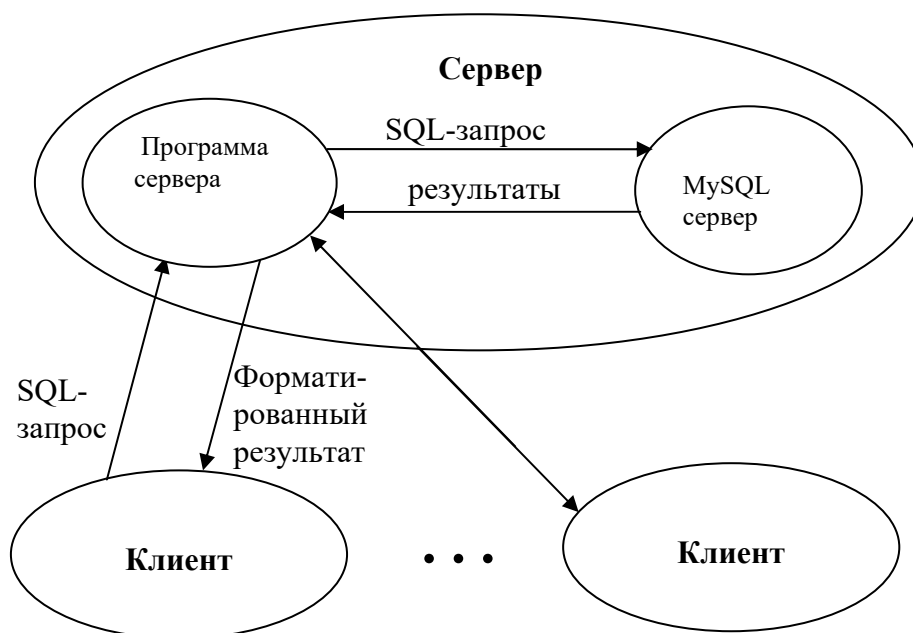 Сервер
SQL-запрос
Программа
сервера
результаты
MySQL
сервер
SQL-
запрос
Формати-
рованный
результат
Клиент
. . .
Клиент